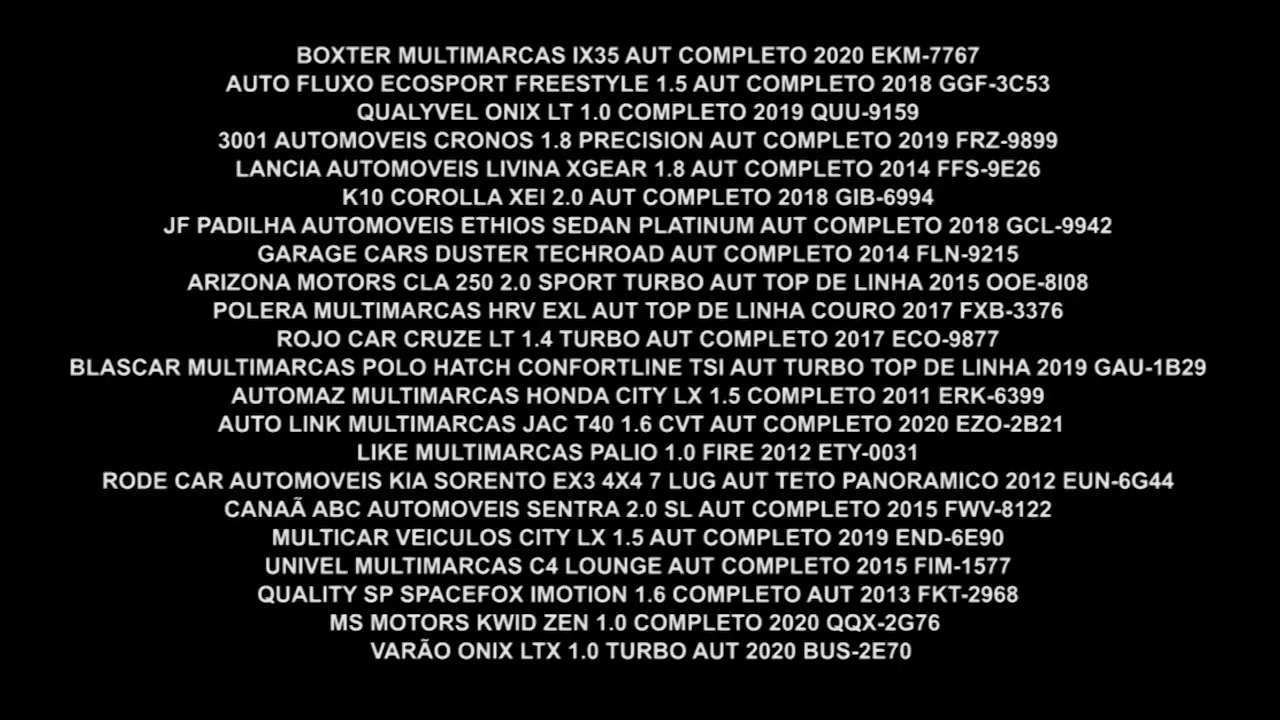 BOXTER MULTIMARCAS IX35 AUT COMPLETO 2020 EKM-7767
AUTO FLUXO ECOSPORT FREESTYLE 1.5 AUT COMPLETO 2018 GGF-3C53
QUALYVEL ONIX LT 1.0 COMPLETO 2019 QUU-9159
3001 AUTOMOVEIS CRONOS 1.8 PRECISION AUT COMPLETO 2019 FRZ-9899
LANCIA AUTOMOVEIS LIVINA XGEAR 1.8 AUT COMPLETO 2014 FFS-9E26
K10 COROLLA XEI 2.0 AUT COMPLETO 2018 GIB-6994
JF PADILHA AUTOMOVEIS ETHIOS SEDAN PLATINUM AUT COMPLETO 2018 GCL-9942
GARAGE CARS DUSTER TECHROAD AUT COMPLETO 2014 FLN-9215
ARIZONA MOTORS CLA 250 2.0 SPORT TURBO AUT TOP DE LINHA 2015 OOE-8I08
POLERA MULTIMARCAS HRV EXL AUT TOP DE LINHA COURO 2017 FXB-3376
ROJO CAR CRUZE LT 1.4 TURBO AUT COMPLETO 2017 ECO-9877
BLASCAR MULTIMARCAS POLO HATCH CONFORTLINE TSI AUT TURBO TOP DE LINHA 2019 GAU-1B29
AUTOMAZ MULTIMARCAS HONDA CITY LX 1.5 COMPLETO 2011 ERK-6399
AUTO LINK MULTIMARCAS JAC T40 1.6 CVT AUT COMPLETO 2020 EZO-2B21
LIKE MULTIMARCAS PALIO 1.0 FIRE 2012 ETY-0031
RODE CAR AUTOMOVEIS KIA SORENTO EX3 4X4 7 LUG AUT TETO PANORAMICO 2012 EUN-6G44
CANAÃ ABC AUTOMOVEIS SENTRA 2.0 SL AUT COMPLETO 2015 FWV-8122
MULTICAR VEICULOS CITY LX 1.5 AUT COMPLETO 2019 END-6E90
UNIVEL MULTIMARCAS C4 LOUNGE AUT COMPLETO 2015 FIM-1577
QUALITY SP SPACEFOX IMOTION 1.6 COMPLETO AUT 2013 FKT-2968
MS MOTORS KWID ZEN 1.0 COMPLETO 2020 QQX-2G76
VARÃO ONIX LTX 1.0 TURBO AUT 2020 BUS-2E70